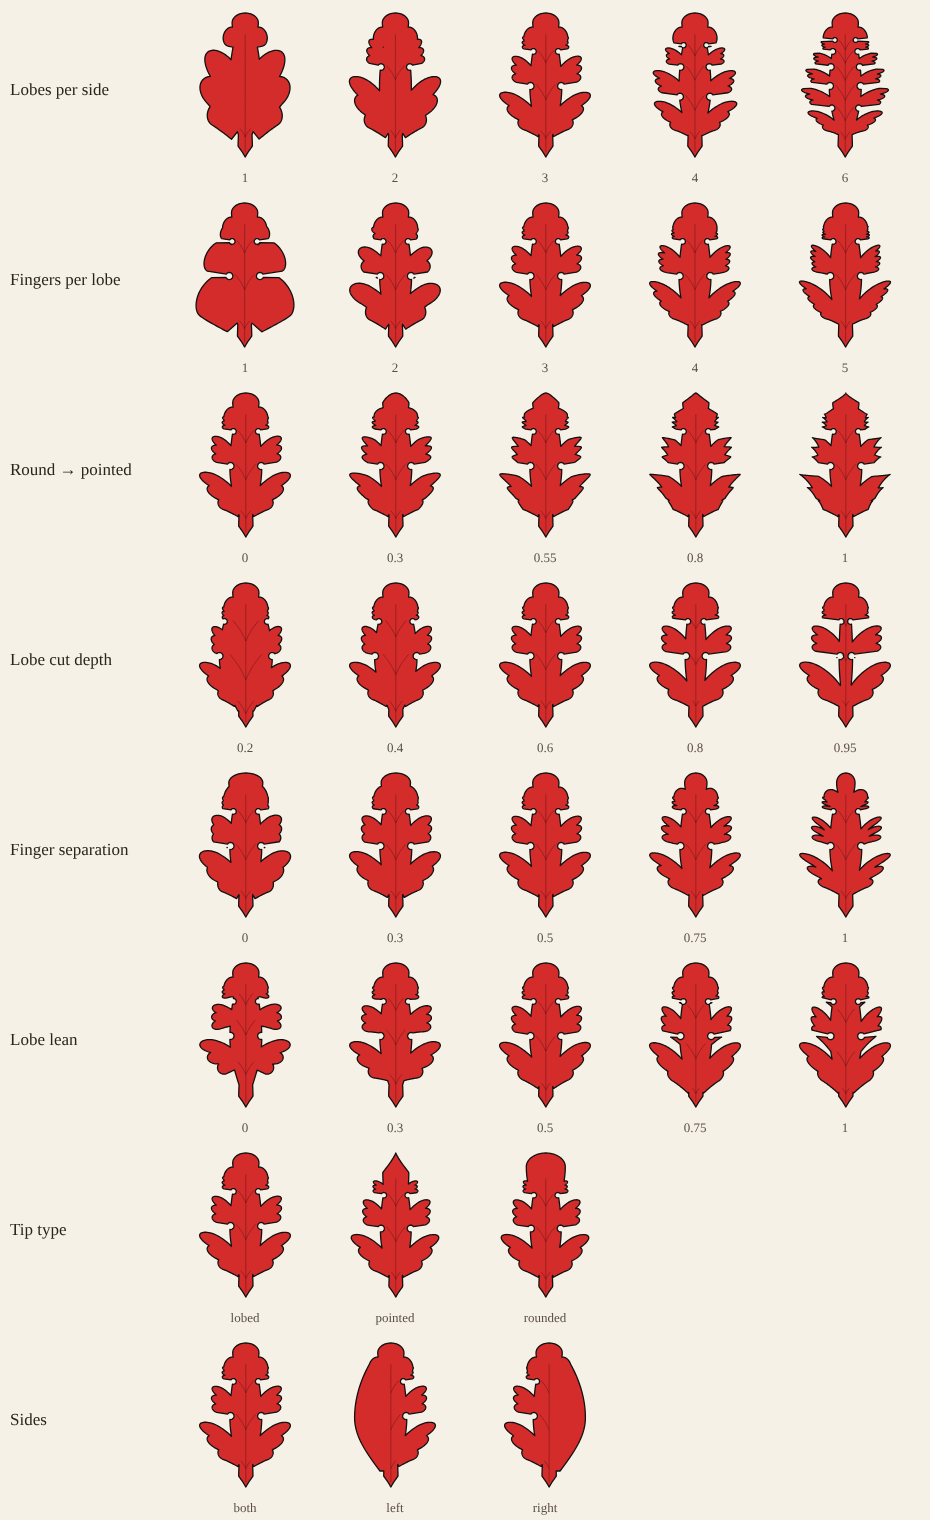 Lobes per side
1 2 3 4 6
Fingers per lobe
1 2 3 4 5
Round → pointed
0 0.3 0.55 0.8 1
Lobe cut depth
0.2 0.4 0.6 0.8 0.95
Finger separation
0 0.3 0.5 0.75 1
Lobe lean
0 0.3 0.5 0.75 1
Tip type
lobed pointed rounded
Sides
both left right